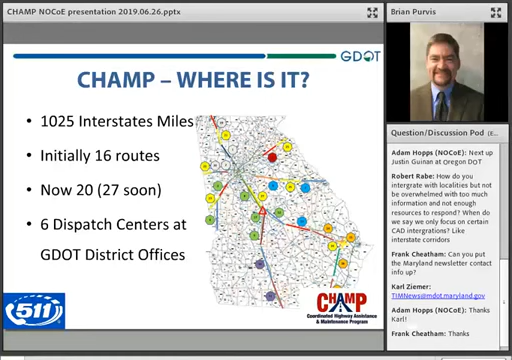 CHAMP NOCoE presentation 2019.06.26.pptx
GDOT
CHAMP – WHERE IS IT?
• 1025 Interstates Miles
• Initially 16 routes
• Now 20 (27 soon)
• 6 Dispatch Centers at
GDOT District Offices
511
CHAMP
COORDINATED HIGHWAY ASSISTANCE
& MAINTENANCE PROGRAM
Brian Purvis
Question/Discussion Pod (E...
Adam Hopps (NOCoE): Next up
Justin Guinan at Oregon DOT
Robert Rabe: How do you
intergrate with localities but not
be overwhelmed with too much
information and not enough
resources to respond? When do
we say we only focus on certain
CAD intergrations? Like
interstate corridors
Frank Cheatham: Can you put
the Maryland newsletter contact
info up?
Karl Ziemer:
TIMNews@mdot.maryland.gov
Adam Hopps (NOCoE): Thanks
Karl!
Frank Cheatham: Thanks